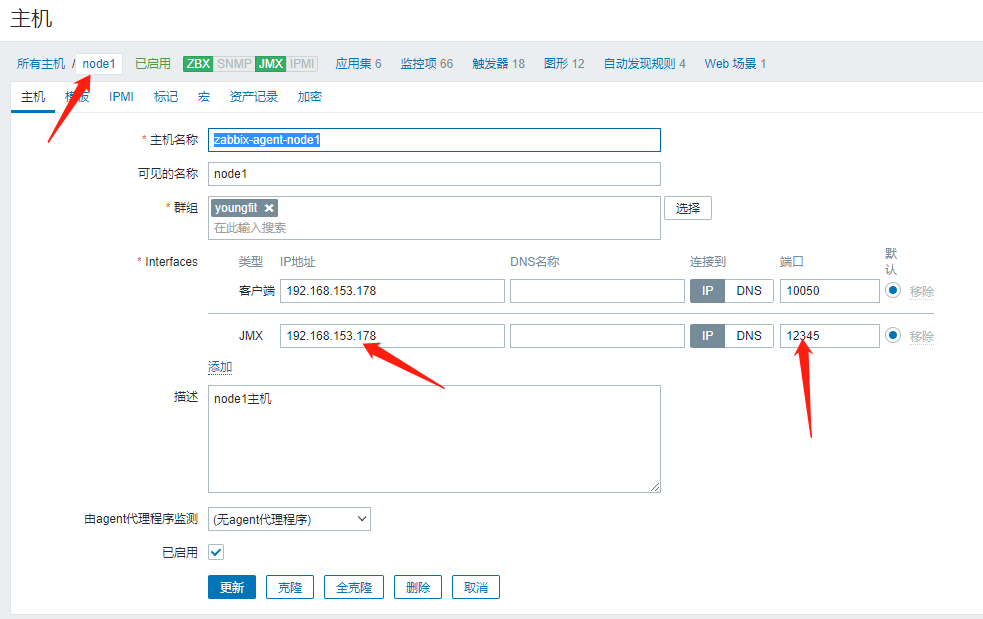 主机
所有主机 / node1 已启用 ZBX SNMP JMX IPMI 应用集 6 监控项 66 触发器 18 图形 12 自动发现规则 4 Web 场景 1
主机 模板 IPMI 标记 宏 资产记录 加密
* 主机名称 zabbix-agent-node1
可见的名称 node1
* 群组 youngfit ✖ 选择
在此输入搜索
* Interfaces 类型 IP地址 DNS名称 连接到 端口 默认
客户端 192.168.153.178 IP DNS 10050 移除
JMX 192.168.153.178 IP DNS 12345 移除
添加
描述 node1主机
由agent代理程序监测 (无agent代理程序)
已启用
更新 克隆 全克隆 删除 取消